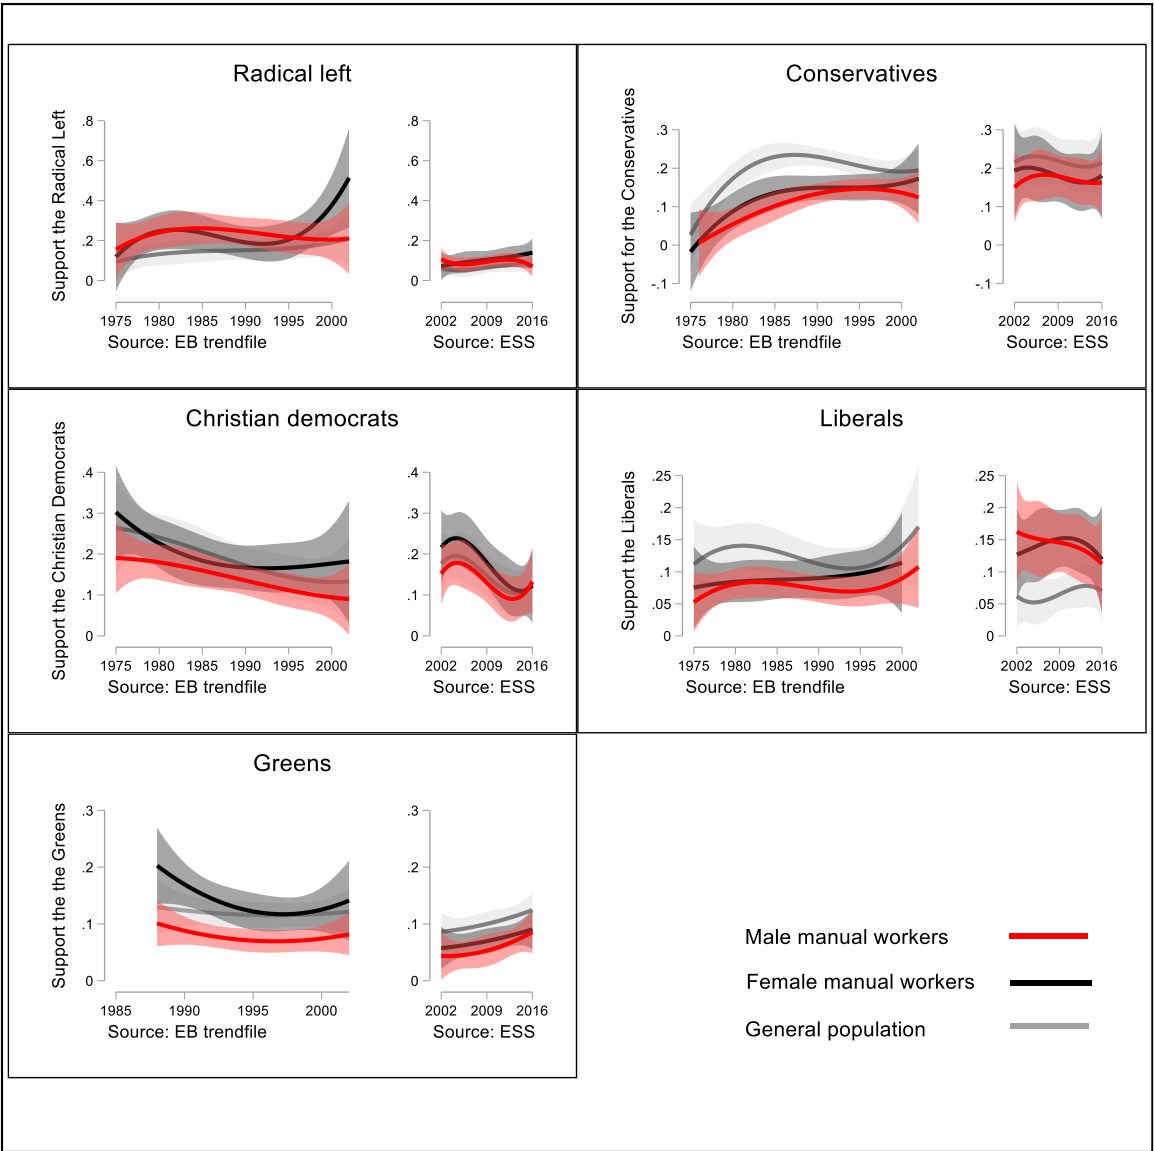 Radical left
Support the Radical Left
.8
.6
.4
.2
0
1975 1980 1985 1990 1995 2000
Source: EB trendfile
.8
.6
.4
.2
0
2002 2009 2016
Source: ESS
Conservatives
Support for the Conservatives
.3
.2
.1
0
-.1
1975 1980 1985 1990 1995 2000
Source: EB trendfile
.3
.2
.1
0
-.1
2002 2009 2016
Source: ESS
Christian democrats
Support the Christian Democrats
.4
.3
.2
.1
0
1975 1980 1985 1990 1995 2000
Source: EB trendfile
.4
.3
.2
.1
0
2002 2009 2016
Source: ESS
Liberals
Support the Liberals
.25
.2
.15
.1
.05
0
1975 1980 1985 1990 1995 2000
Source: EB trendfile
.25
.2
.15
.1
.05
0
2002 2009 2016
Source: ESS
Greens
Support the the Greens
.3
.2
.1
0
1985 1990 1995 2000
Source: EB trendfile
.3
.2
.1
0
2002 2009 2016
Source: ESS
Male manual workers
Female manual workers
General population